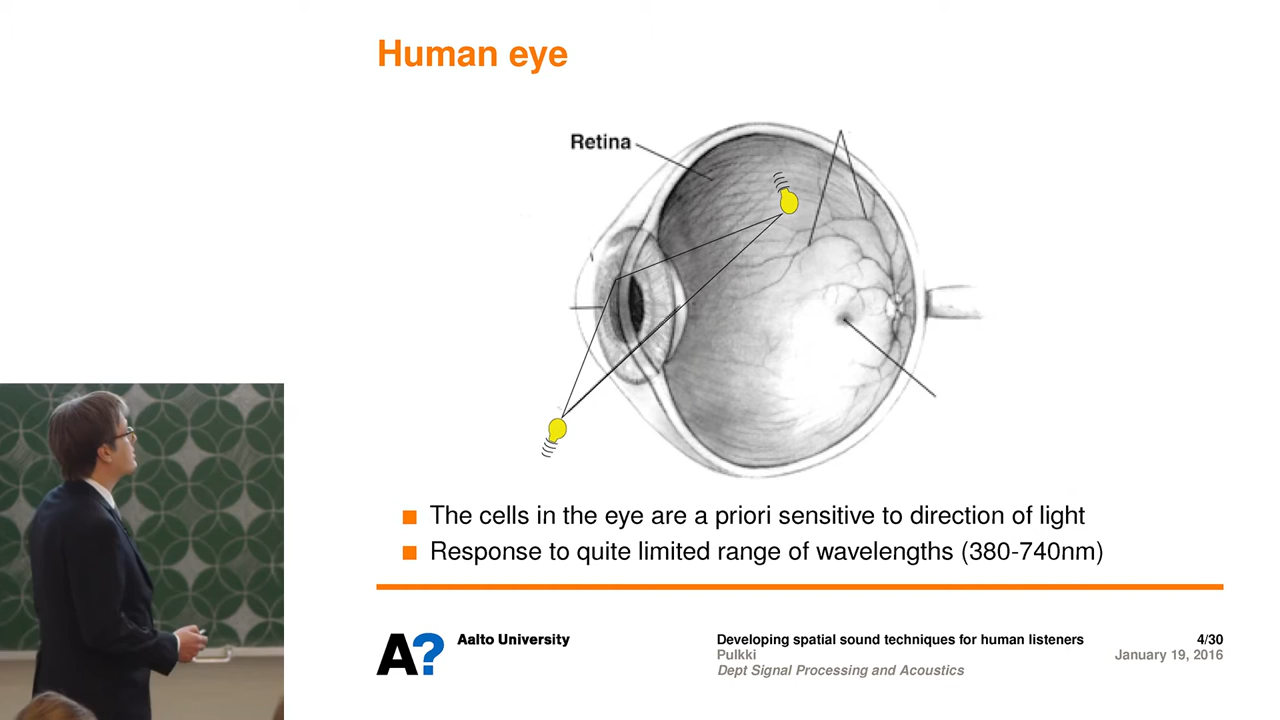 Human eye
Retina
The cells in the eye are a priori sensitive to direction of light
Response to quite limited range of wavelengths (380-740nm)
A?
Aalto University
Developing spatial sound techniques for human listeners
4/30
Pulkki
January 19, 2016
Dept Signal Processing and Acoustics